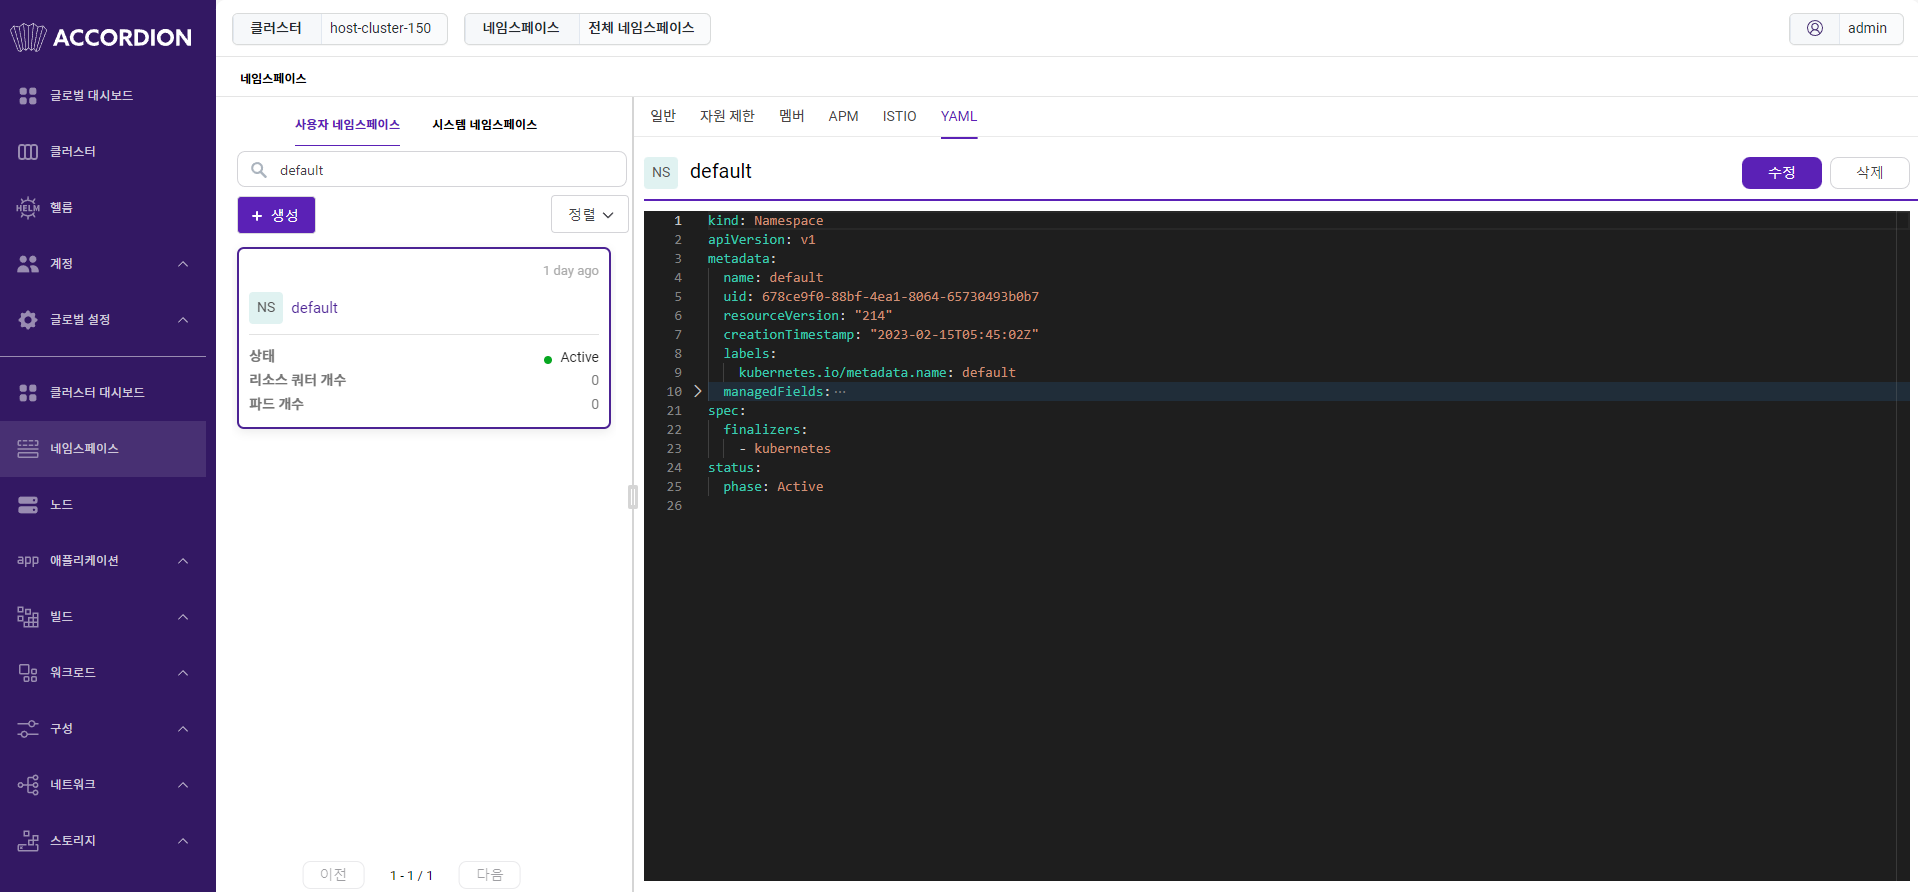 ACCORDION
글로벌 대시보드
클러스터
HELM 헬름
계정
글로벌 설정
클러스터 대시보드
네임스페이스
노드
app 애플리케이션
빌드
워크로드
구성
네트워크
스토리지
클러스터 host-cluster-150 네임스페이스 전체 네임스페이스
admin
네임스페이스
사용자 네임스페이스 시스템 네임스페이스
default
+ 생성 정렬
1 day ago
NS default
상태 Active
리소스 쿼터 개수 0
파드 개수 0
이전 1 - 1 / 1 다음
일반 자원 제한 멤버 APM ISTIO YAML
NS default 수정 삭제
1 kind: Namespace
2 apiVersion: v1
3 metadata:
4 name: default
5 uid: 678ce9f0-88bf-4ea1-8064-65730493b0b7
6 resourceVersion: "214"
7 creationTimestamp: "2023-02-15T05:45:02Z"
8 labels:
9 kubernetes.io/metadata.name: default
10 managedFields: ⋯
21 spec:
22 finalizers:
23 - kubernetes
24 status:
25 phase: Active
26